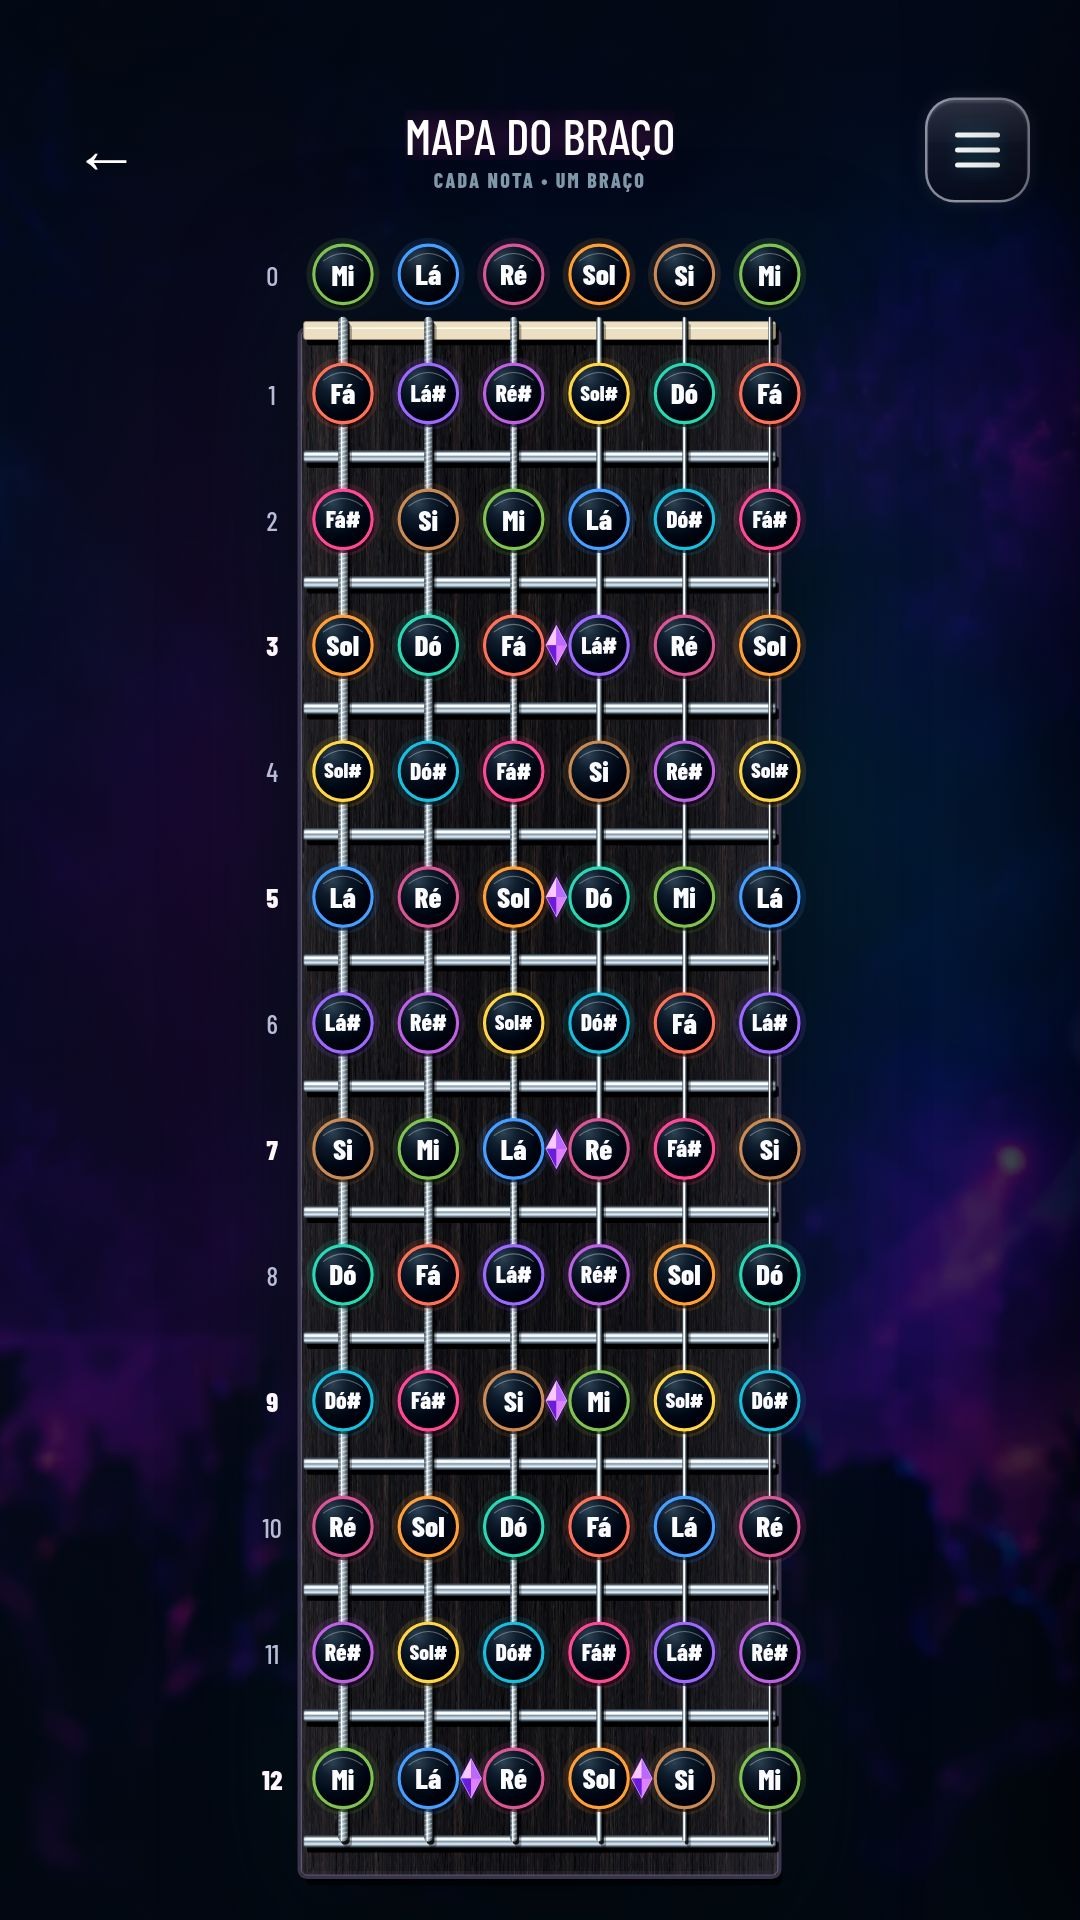 MAPA DO BRAÇO
CADA NOTA • UM BRAÇO
0 Mi Lá Ré Sol Si Mi
1 Fá Lá# Ré# Sol# Dó Fá
2 Fá# Si Mi Lá Dó# Fá#
3 Sol Dó Fá Lá# Ré Sol
4 Sol# Dó# Fá# Si Ré# Sol#
5 Lá Ré Sol Dó Mi Lá
6 Lá# Ré# Sol# Dó# Fá Lá#
7 Si Mi Lá Ré Fá# Si
8 Dó Fá Lá# Ré# Sol Dó
9 Dó# Fá# Si Mi Sol# Dó#
10 Ré Sol Dó Fá Lá Ré
11 Ré# Sol# Dó# Fá# Lá# Ré#
12 Mi Lá Ré Sol Si Mi